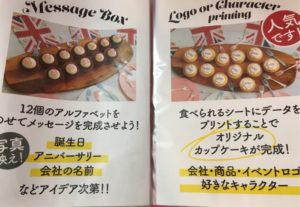 Message Box
12個のアルファベットを
のせてメッセージを完成させよう!
写真
映え!
誕生日
アニバーサリー
会社の名前
などアイデア次第!!
Logo or Character
printing
人気
です!
食べられるシートにデータを
プリントすることで
オリジナル
カップケーキが完成!
会社・商品・イベントロゴ
好きなキャラクター